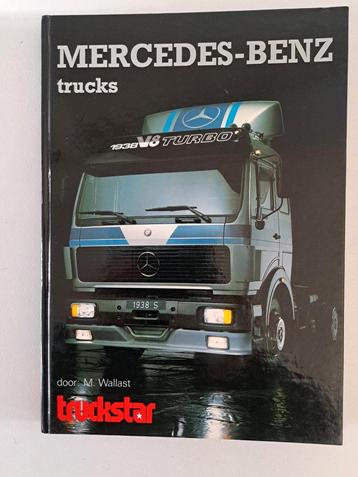 MERCEDES-BENZ
trucks
1938 V8 TURBO
1938 S
door: M. Wallast
truckstar